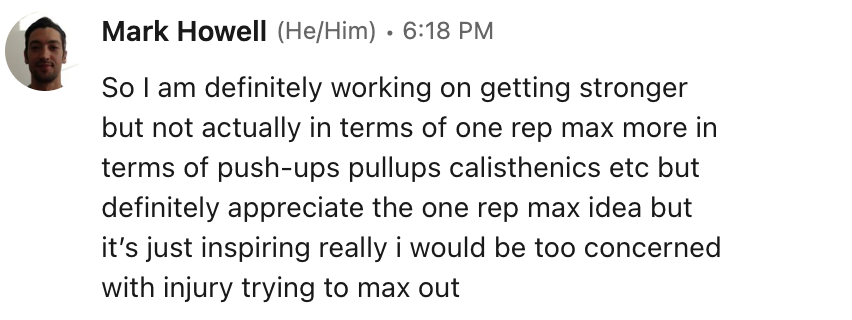 Mark Howell (He/Him) • 6:18 PM
So I am definitely working on getting stronger
but not actually in terms of one rep max more in
terms of push-ups pullups calisthenics etc but
definitely appreciate the one rep max idea but
it’s just inspiring really i would be too concerned
with injury trying to max out